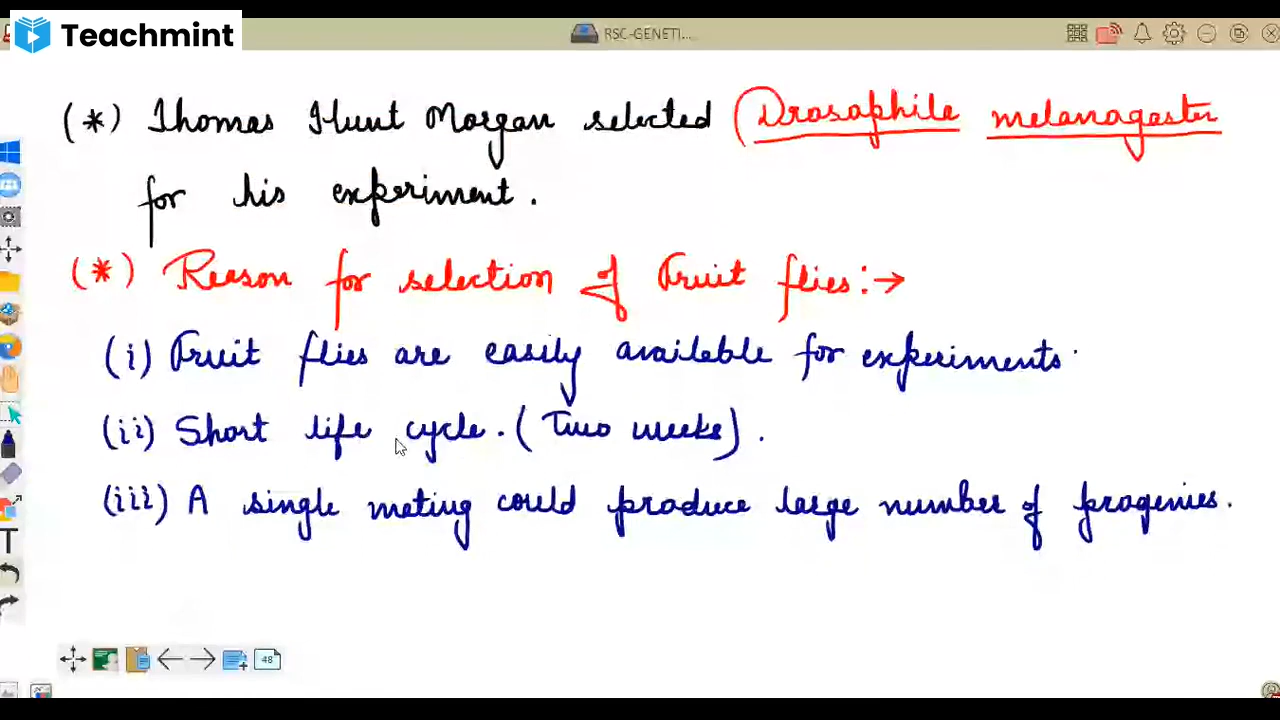 Teachmint
RSC-GENETI...
(*) Thomas Hunt Morgan selected (Drosaphile melanagaster
for his experiment.
(*) Reason for selection of Fruit flies:→
(i) Fruit flies are easily available for experiments.
(ii) Short life cycle. (Two weeks).
(iii) A single mating could produce large number of progenies.
T
48